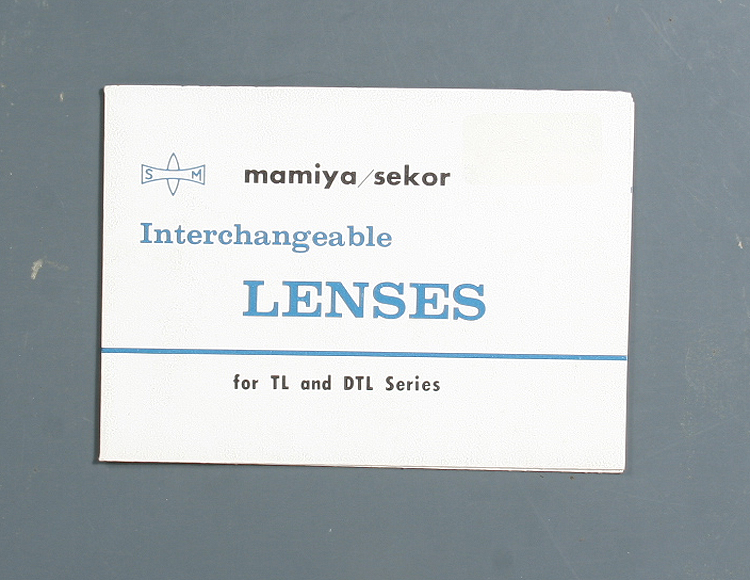 S M
mamiya/sekor
Interchangeable
LENSES
for TL and DTL Series